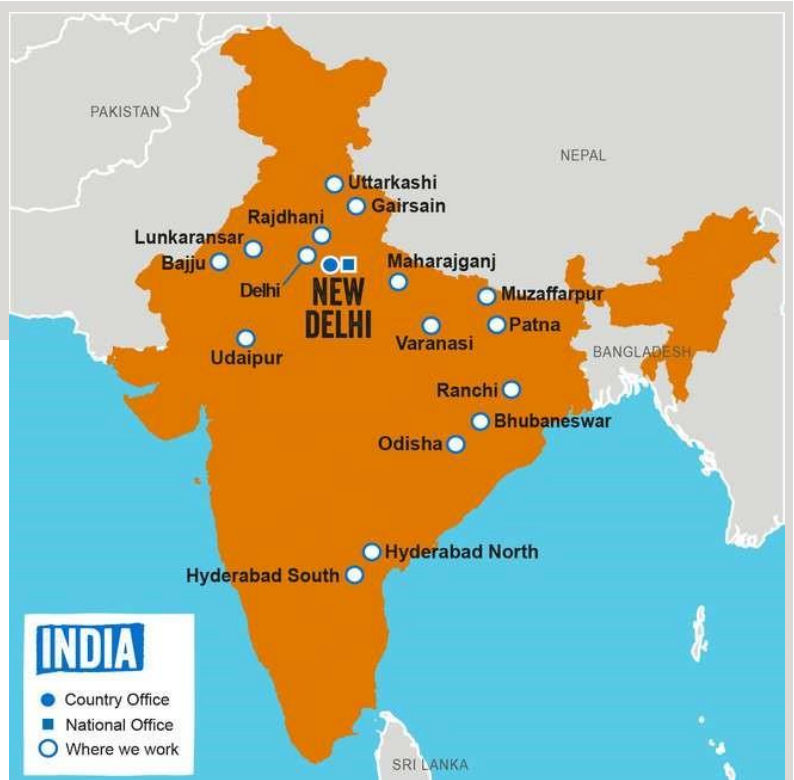 PAKISTAN
NEPAL
Uttarkashi
Gairsain
Rajdhani
Lunkaransar
Bajju
Delhi
NEW
DELHI
Maharajganj
Muzaffarpur
Patna
Varanasi
Udaipur
BANGLADESH
Ranchi
Bhubaneswar
Odisha
Hyderabad North
Hyderabad South
INDIA
Country Office
National Office
Where we work
SRI LANKA